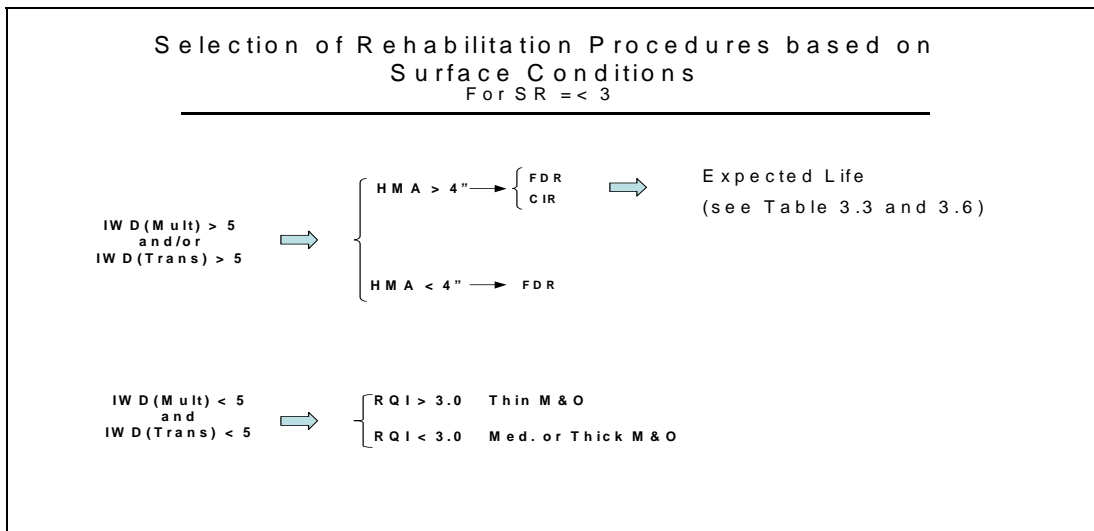 Selection of Rehabilitation Procedures based on
Surface Conditions
For SR =< 3
IWD(Mult) > 5
and/or
IWD(Trans) > 5
HMA > 4”
FDR
CIR
Expected Life
(see Table 3.3 and 3.6)
HMA < 4”
FDR
IWD(Mult) < 5
and
IWD(Trans) < 5
RQI > 3.0 Thin M&O
RQI < 3.0 Med. or Thick M&O